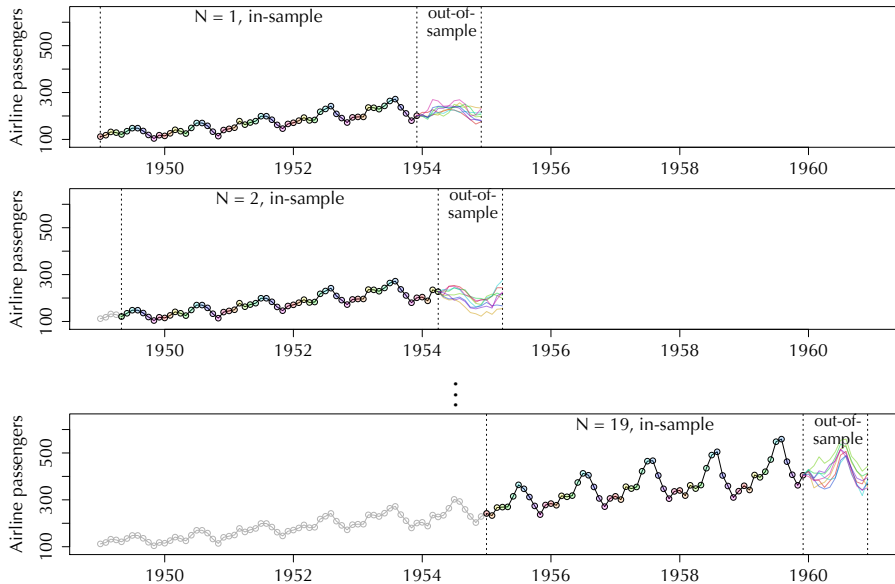 N = 1, in-sample
out-of-
sample
Airline passengers
500
300
100
1950 1952 1954 1956 1958 1960
N = 2, in-sample
out-of-
sample
Airline passengers
500
300
100
1950 1952 1954 1956 1958 1960
N = 19, in-sample
out-of-
sample
Airline passengers
500
300
100
1950 1952 1954 1956 1958 1960